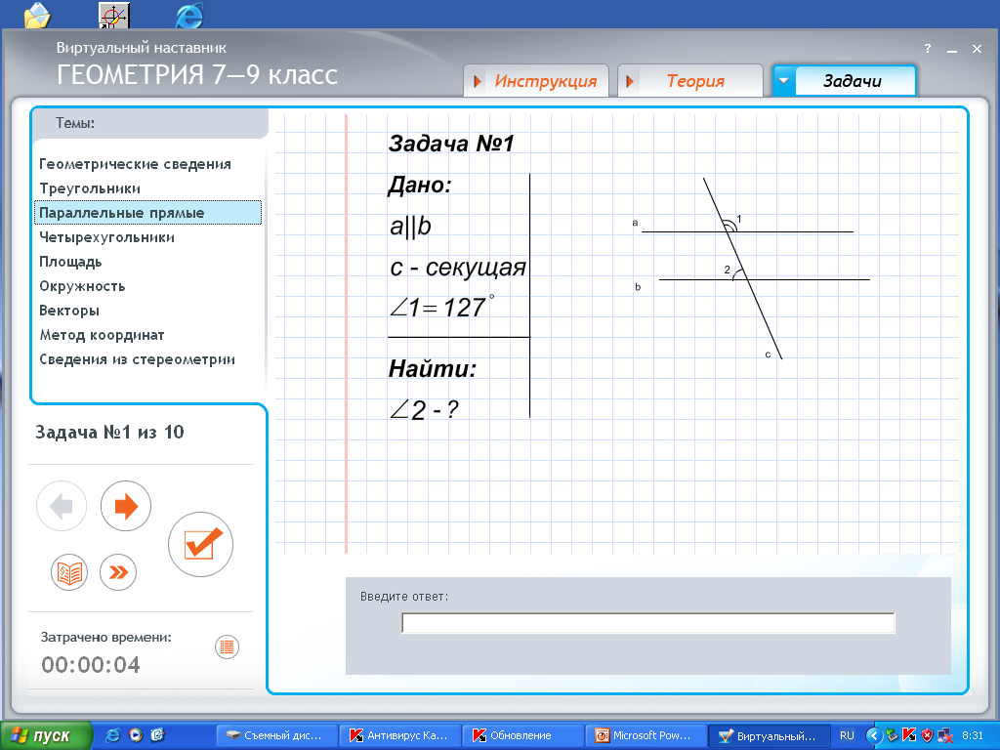 Виртуальный наставник
ГЕОМЕТРИЯ 7—9 класс
?
Инструкция
Теория
Задачи
Темы:
Геометрические сведения
Треугольники
Параллельные прямые
Четырехугольники
Площадь
Окружность
Векторы
Метод координат
Сведения из стереометрии
Задача №1 из 10
Затрачено времени:
00:00:04
Задача №1
Дано:
a||b
c - секущая
∠1= 127°
Найти:
∠2 - ?
a
1
2
b
c
Введите ответ:
пуск
Съемный дис...
Антивирус Ка...
Обновление
Microsoft Pow...
Виртуальный...
RU
8:31